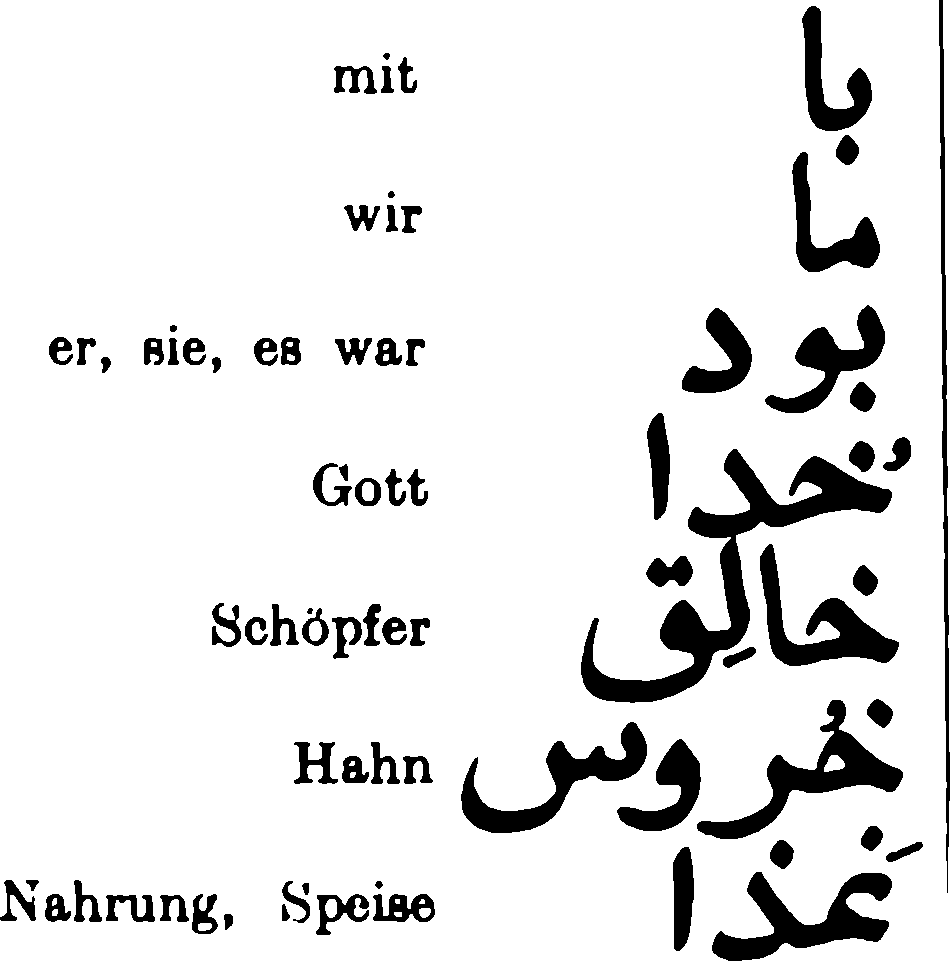 mit با
wir ما
er, sie, es war بود
Gott خُدا
Schöpfer خالِق
Hahn خُروس
Nahrung, Speise غَذا